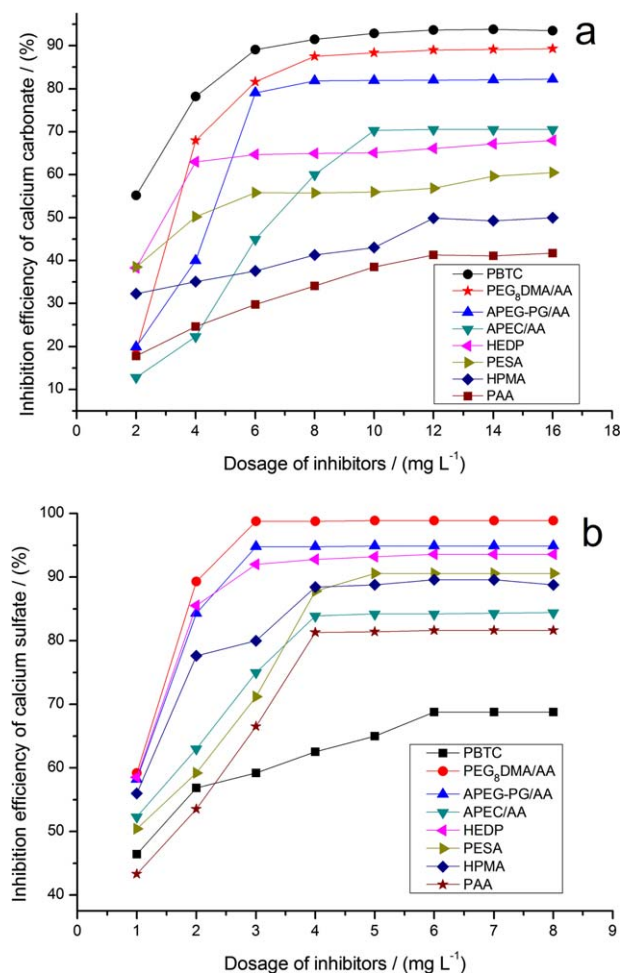 a
Inhibition efficiency of calcium carbonate / (%)
90
80
70
60
50
40
30
20
10
PBTC
PEG₈DMA/AA
APEG-PG/AA
APEC/AA
HEDP
PESA
HPMA
PAA
2 4 6 8 10 12 14 16 18
Dosage of inhibitors / (mg L⁻¹)
b
Inhibition efficiency of calcium sulfate / (%)
100
90
80
70
60
50
40
PBTC
PEG₈DMA/AA
APEG-PG/AA
APEC/AA
HEDP
PESA
HPMA
PAA
1 2 3 4 5 6 7 8 9
Dosage of inhibitors / (mg L⁻¹)